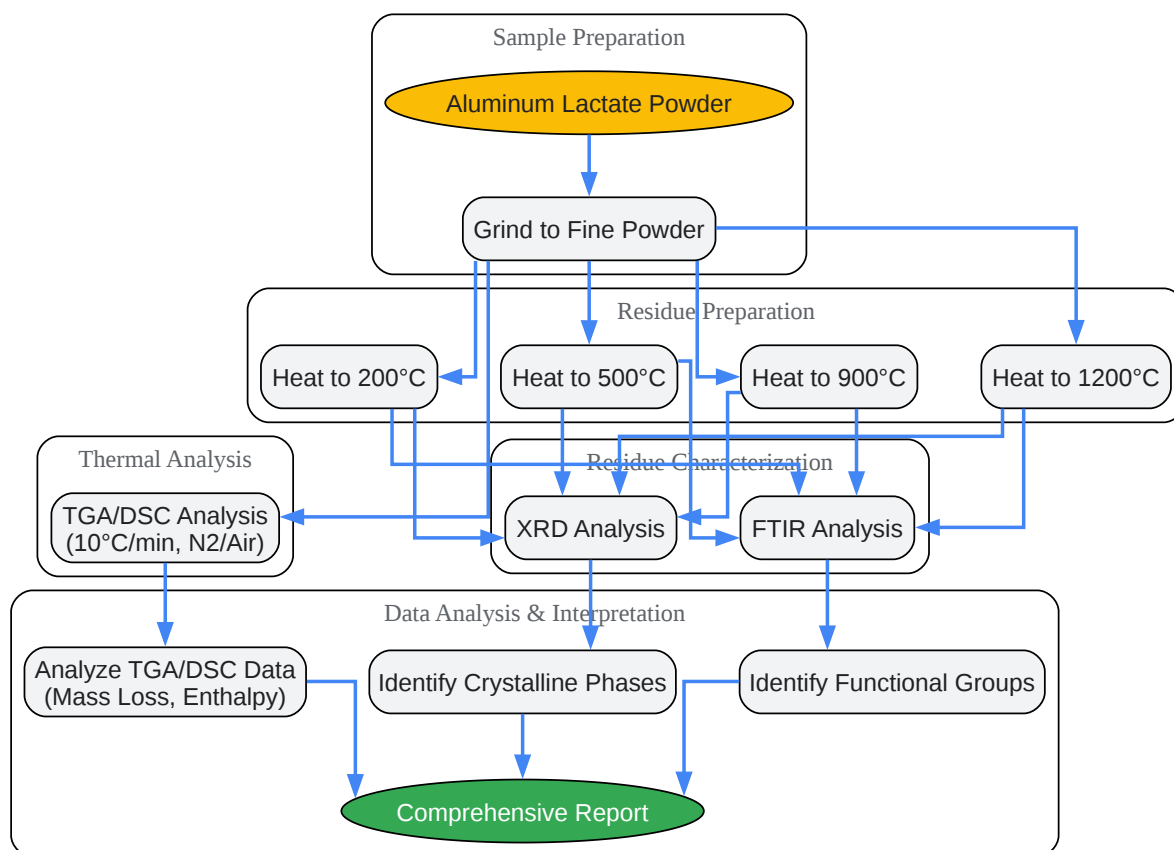 Sample Preparation
Aluminum Lactate Powder
Grind to Fine Powder
Residue Preparation
Heat to 200°C
Heat to 500°C
Heat to 900°C
Heat to 1200°C
Thermal Analysis
Residue Characterization
TGA/DSC Analysis
(10°C/min, N2/Air)
XRD Analysis
FTIR Analysis
Data Analysis & Interpretation
Analyze TGA/DSC Data
(Mass Loss, Enthalpy)
Identify Crystalline Phases
Identify Functional Groups
Comprehensive Report